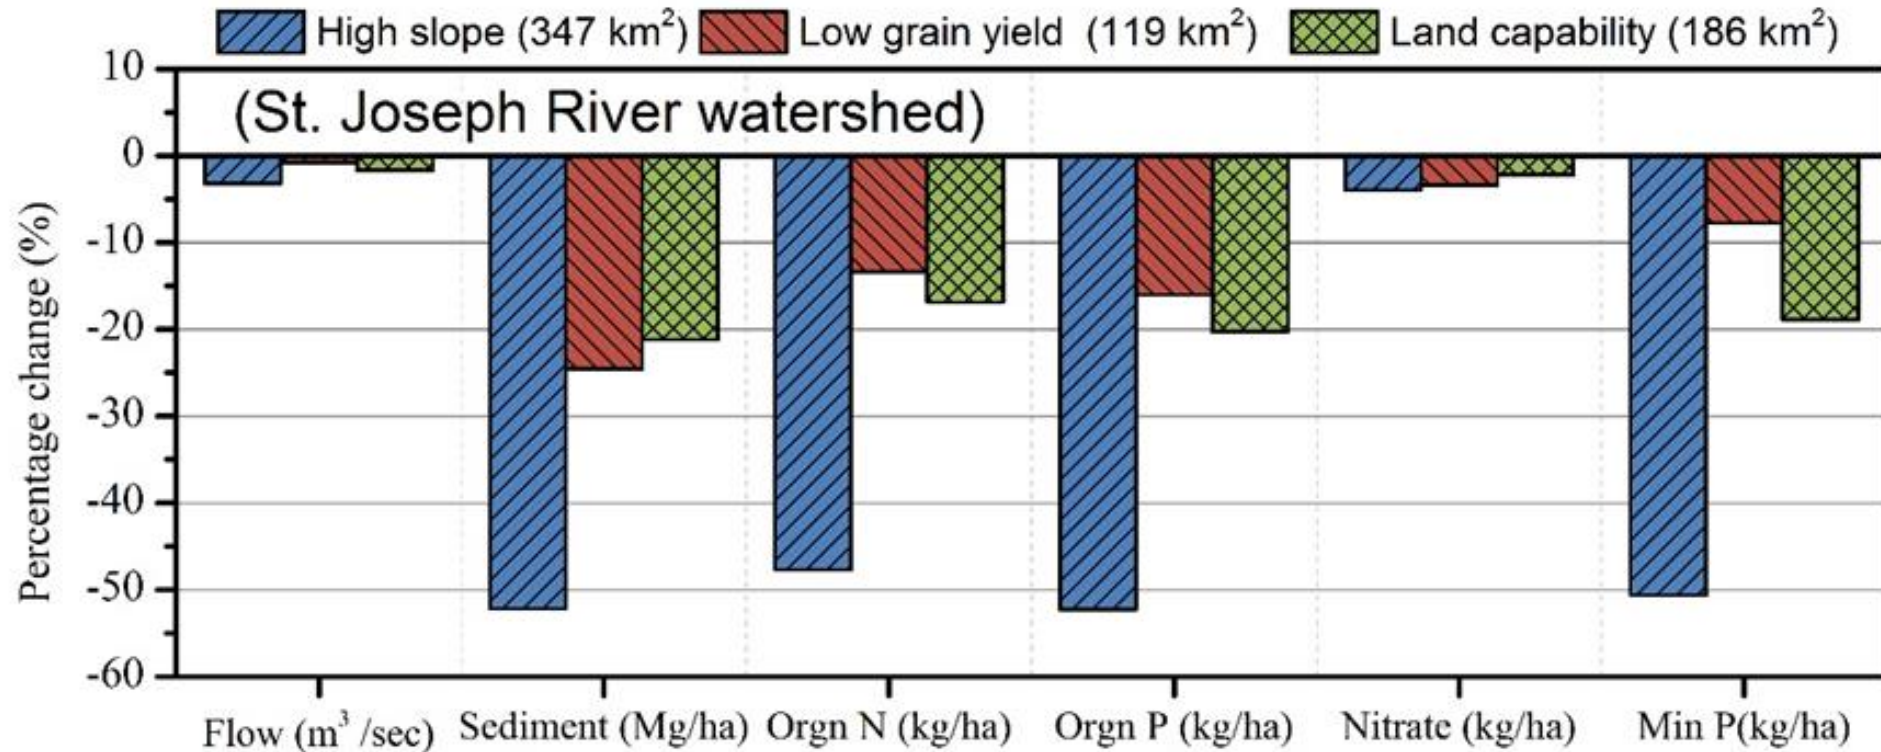 High slope (347 km²) Low grain yield (119 km²) Land capability (186 km²)
(St. Joseph River watershed)
Percentage change (%)
10
0
-10
-20
-30
-40
-50
-60
Flow (m³ /sec) Sediment (Mg/ha) Orgn N (kg/ha) Orgn P (kg/ha) Nitrate (kg/ha) Min P(kg/ha)